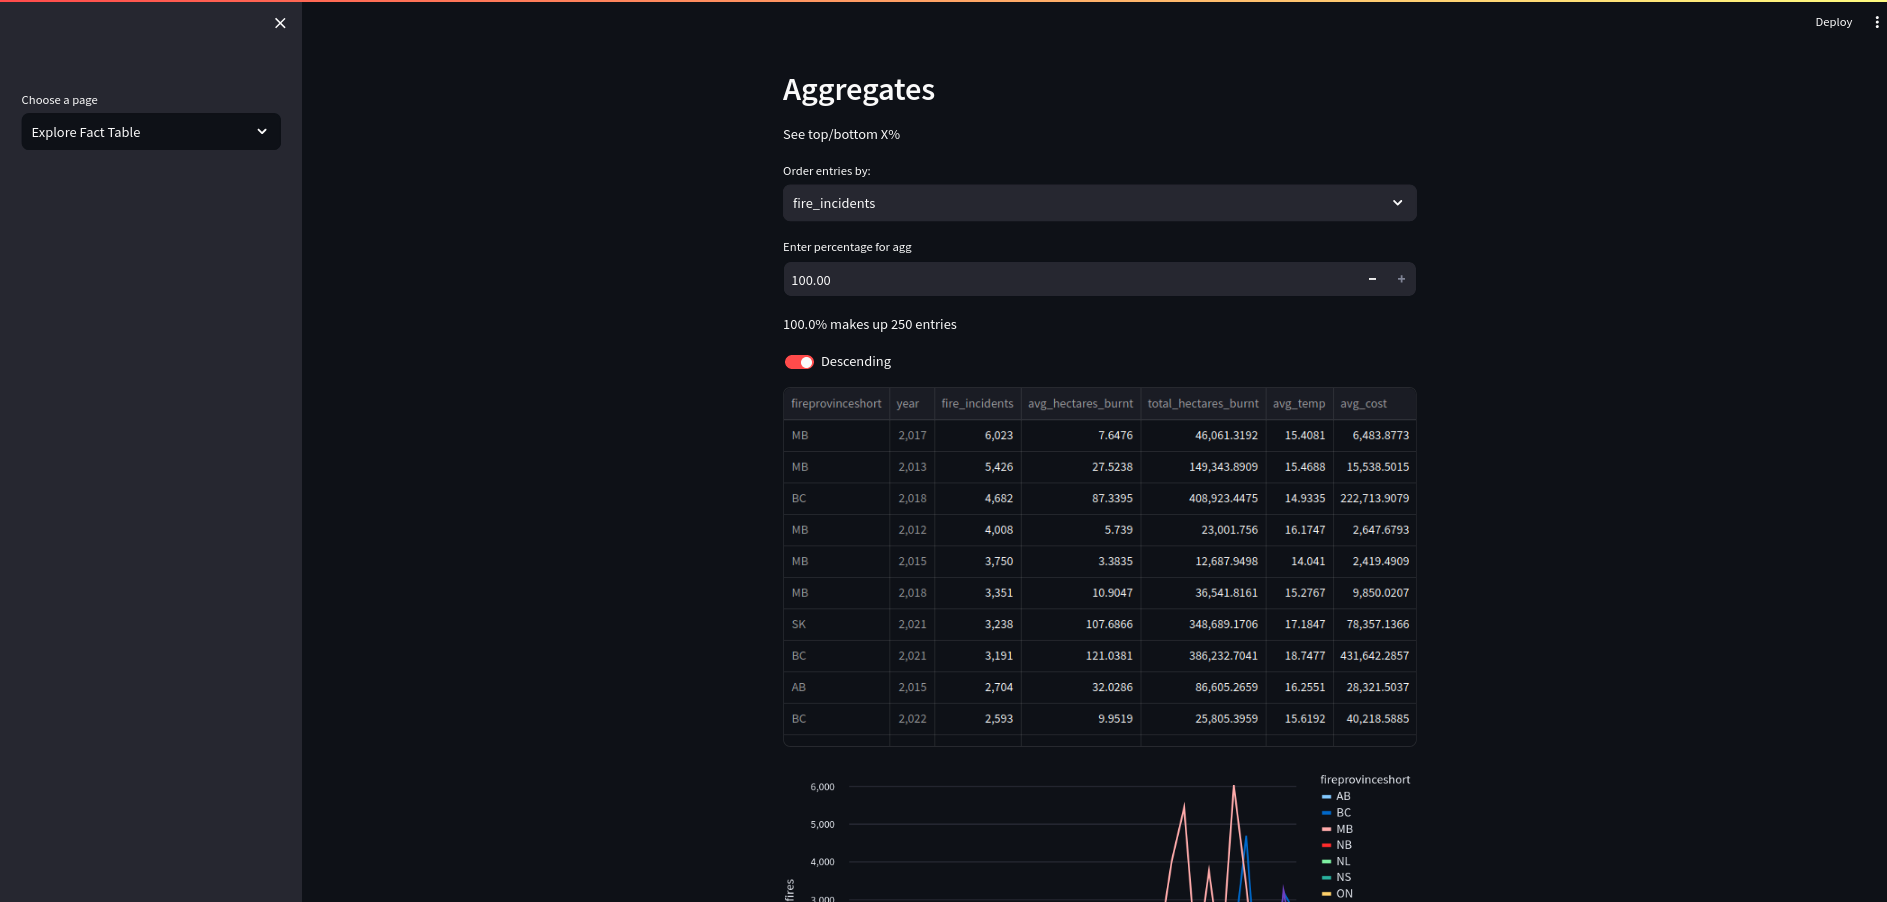 Deploy
Choose a page
Explore Fact Table
Aggregates
See top/bottom X%
Order entries by:
fire_incidents
Enter percentage for agg
100.00
100.0% makes up 250 entries
Descending
fireprovinceshort year fire_incidents avg_hectares_burnt total_hectares_burnt avg_temp avg_cost
MB 2,017 6,023 7.6476 46,061.3192 15.4081 6,483.8773
MB 2,013 5,426 27.5238 149,343.8909 15.4688 15,538.5015
BC 2,018 4,682 87.3395 408,923.4475 14.9335 222,713.9079
MB 2,012 4,008 5.739 23,001.756 16.1747 2,647.6793
MB 2,015 3,750 3.3835 12,687.9498 14.041 2,419.4909
MB 2,018 3,351 10.9047 36,541.8161 15.2767 9,850.0207
SK 2,021 3,238 107.6866 348,689.1706 17.1847 78,357.1366
BC 2,021 3,191 121.0381 386,232.7041 18.7477 431,642.2857
AB 2,015 2,704 32.0286 86,605.2659 16.2551 28,321.5037
BC 2,022 2,593 9.9519 25,805.3959 15.6192 40,218.5885
fireprovinceshort
6,000
AB
BC
5,000
MB
NB
4,000
NL
NS
fires
ON
3,000